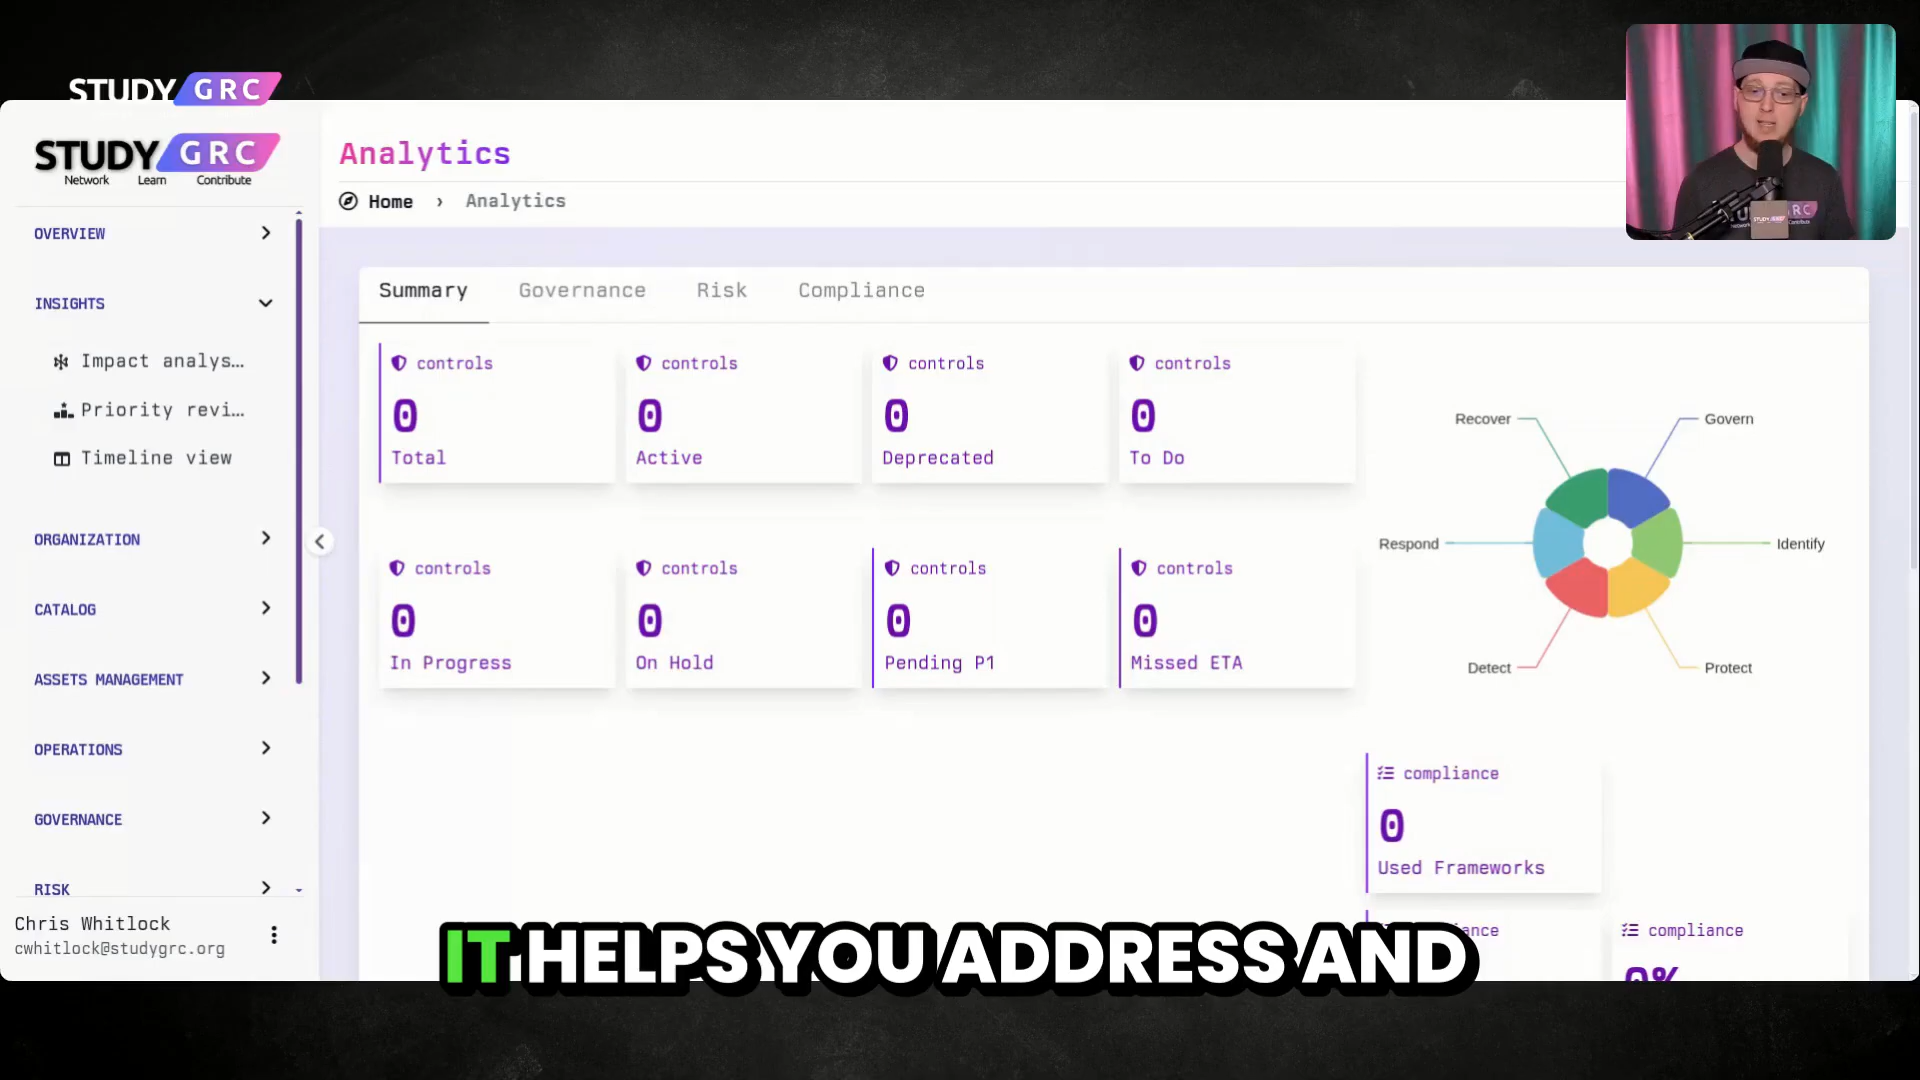 STUDY GRC
STUDY GRC
Network Learn Contribute
OVERVIEW
INSIGHTS
Impact analys...
Priority revi...
Timeline view
ORGANIZATION
CATALOG
ASSETS MANAGEMENT
OPERATIONS
GOVERNANCE
RISK
Chris Whitlock
cwhitlock@studygrc.org
Analytics
Home › Analytics
Summary Governance Risk Compliance
controls
0
Total
controls
0
Active
controls
0
Deprecated
controls
0
To Do
controls
0
In Progress
controls
0
On Hold
controls
0
Pending P1
controls
0
Missed ETA
Recover Govern
Respond Identify
Detect Protect
compliance
0
Used Frameworks
compliance
0%
IT HELPS YOU ADDRESS AND